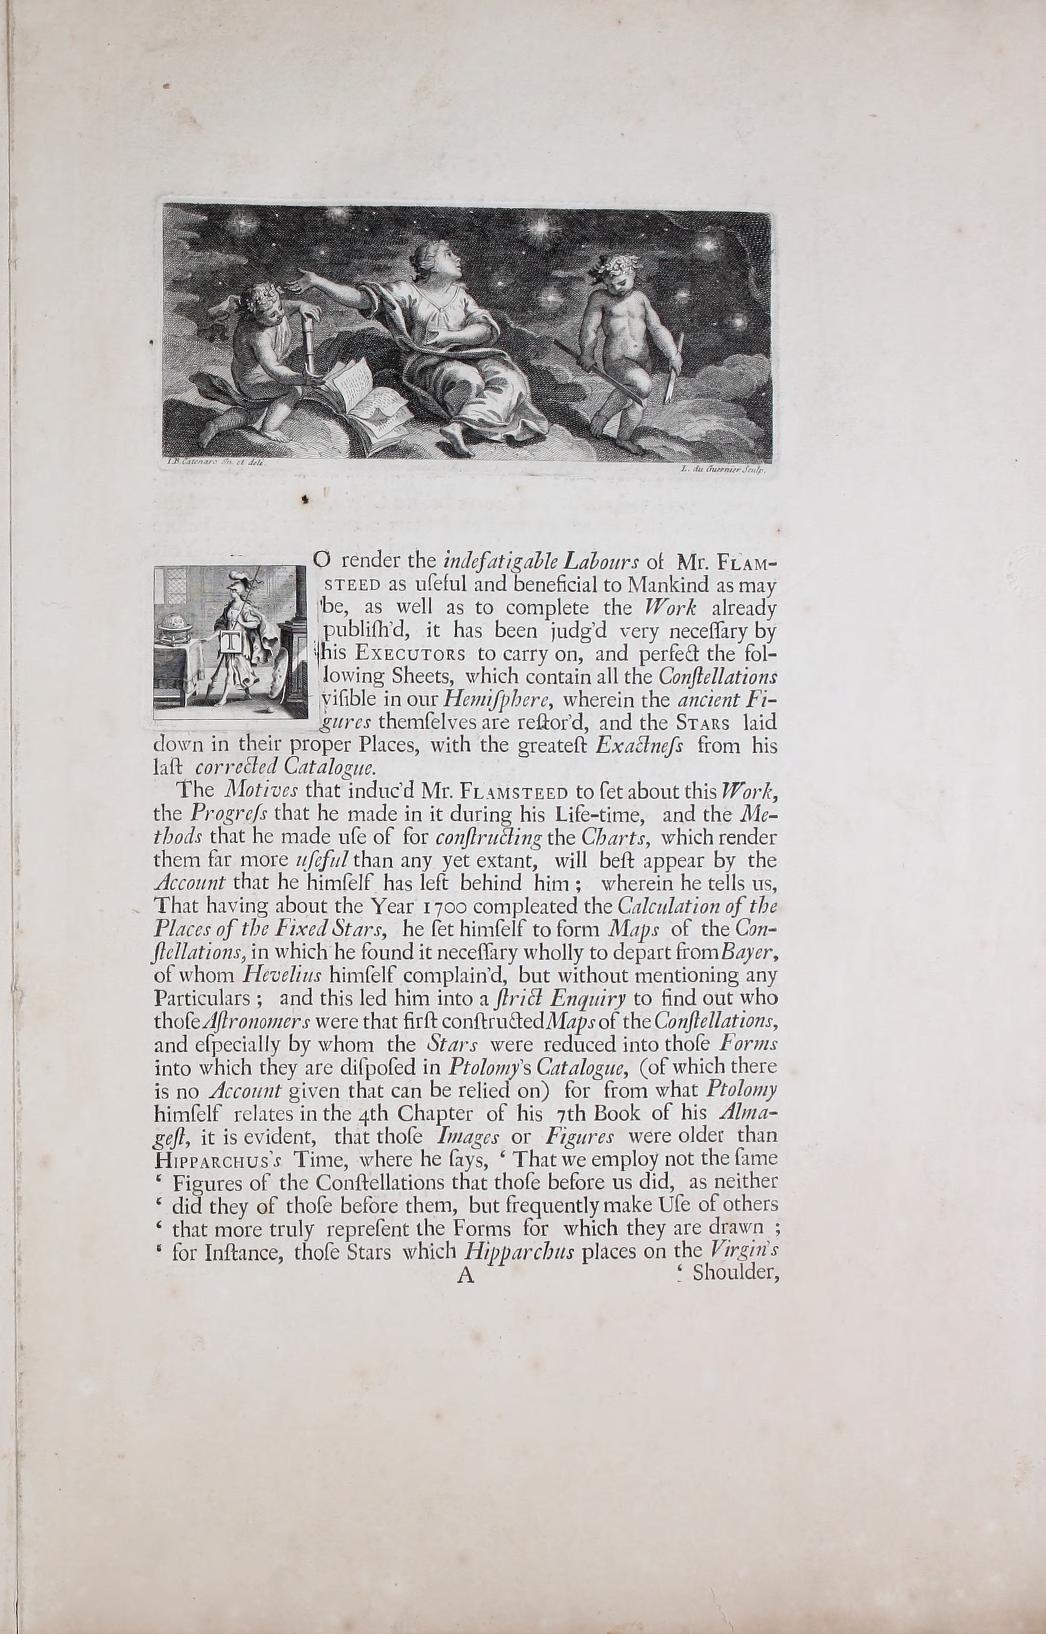 I.B. Catenaro In. et deli.
L. du Guernier Sculp.
TO render the indefatigable Labours of Mr. FLAM-
STEED as uſeful and beneficial to Mankind as may
be, as well as to complete the Work already
publiſh'd, it has been judg'd very neceſſary by
his EXECUTORS to carry on, and perfect the fol-
lowing Sheets, which contain all the Conſtellations
viſible in our Hemiſphere, wherein the ancient Fi-
gures themſelves are reſtor'd, and the STARS laid
down in their proper Places, with the greateſt Exactneſs from his
laſt corrected Catalogue.
The Motives that induc'd Mr. FLAMSTEED to ſet about this Work,
the Progreſs that he made in it during his Life-time, and the Me-
thods that he made uſe of for conſtructing the Charts, which render
them far more uſeful than any yet extant, will beſt appear by the
Account that he himſelf has left behind him ; wherein he tells us,
That having about the Year 1700 compleated the Calculation of the
Places of the Fixed Stars, he ſet himſelf to form Maps of the Con-
ſtellations, in which he found it neceſſary wholly to depart from Bayer,
of whom Hevelius himſelf complain'd, but without mentioning any
Particulars ; and this led him into a ſtrict Enquiry to find out who
thoſe Aſtronomers were that firſt conſtructed Maps of the Conſtellations,
and eſpecially by whom the Stars were reduced into thoſe Forms
into which they are diſpoſed in Ptolomy's Catalogue, (of which there
is no Account given that can be relied on) for from what Ptolomy
himſelf relates in the 4th Chapter of his 7th Book of his Alma-
geſt, it is evident, that thoſe Images or Figures were older than
HIPPARCHUS's Time, where he ſays, ‘ That we employ not the ſame
‘ Figures of the Conſtellations that thoſe before us did, as neither
‘ did they of thoſe before them, but frequently make Uſe of others
‘ that more truly repreſent the Forms for which they are drawn ;
‘ for Inſtance, thoſe Stars which Hipparchus places on the Virgin's
A ‘ Shoulder,